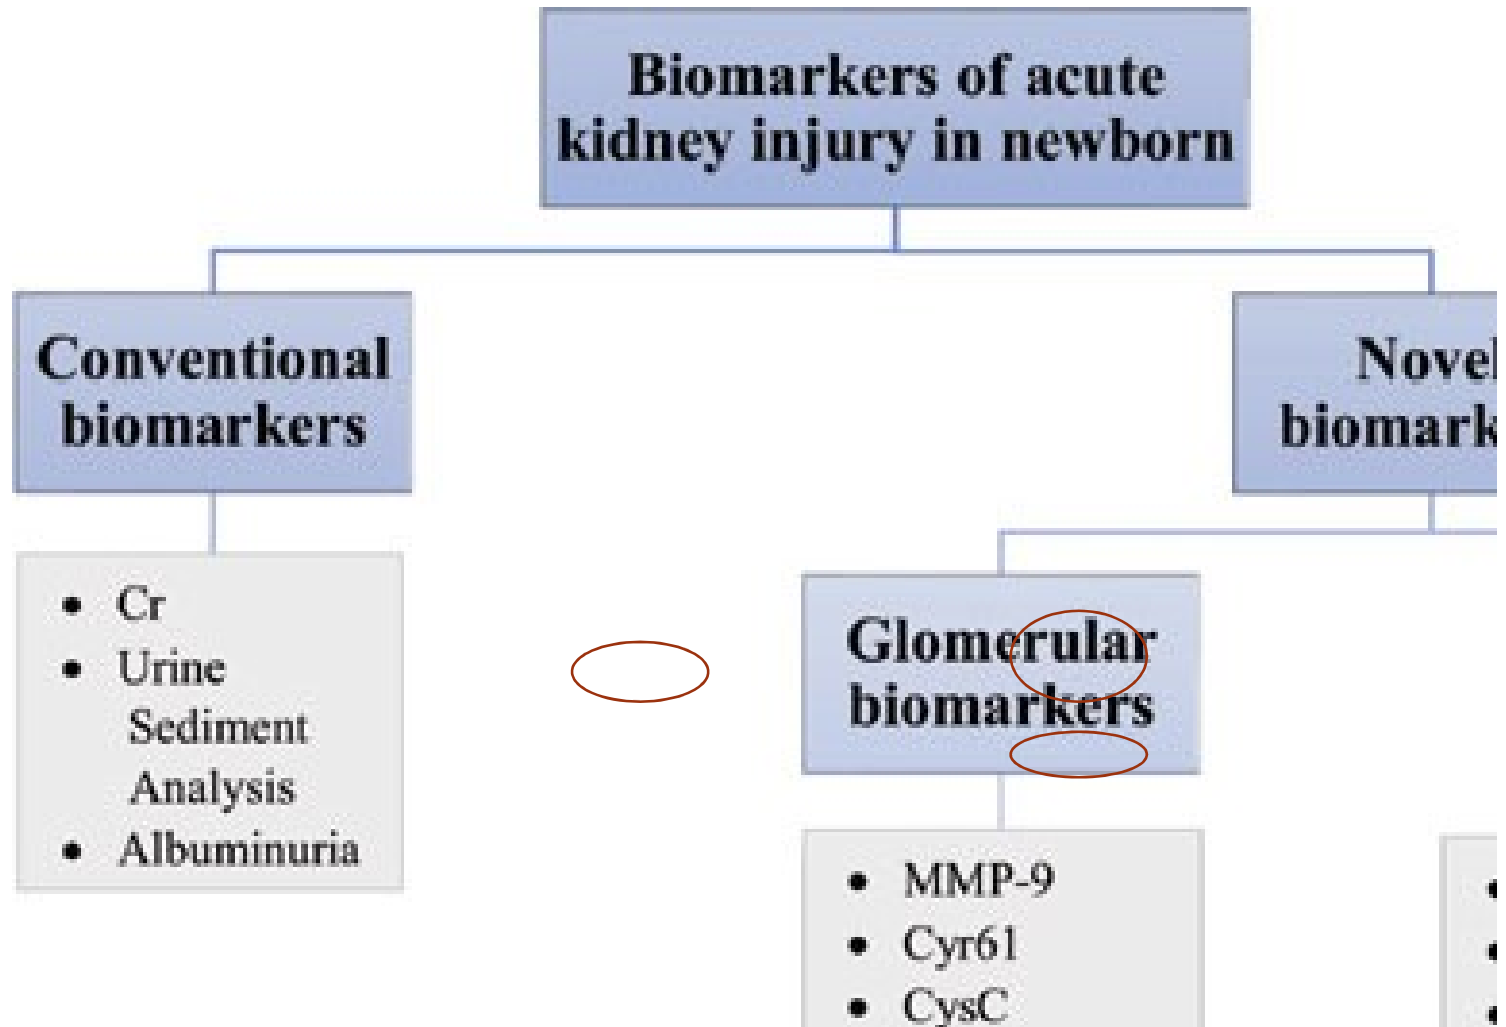 Biomarkers of acute
kidney injury in newborn
Conventional
biomarkers
Novel
• Cr
• Urine
Sediment
Analysis
• Albuminuria
Glomerular
biomarkers
• MMP-9
• Cyr61
• CysC